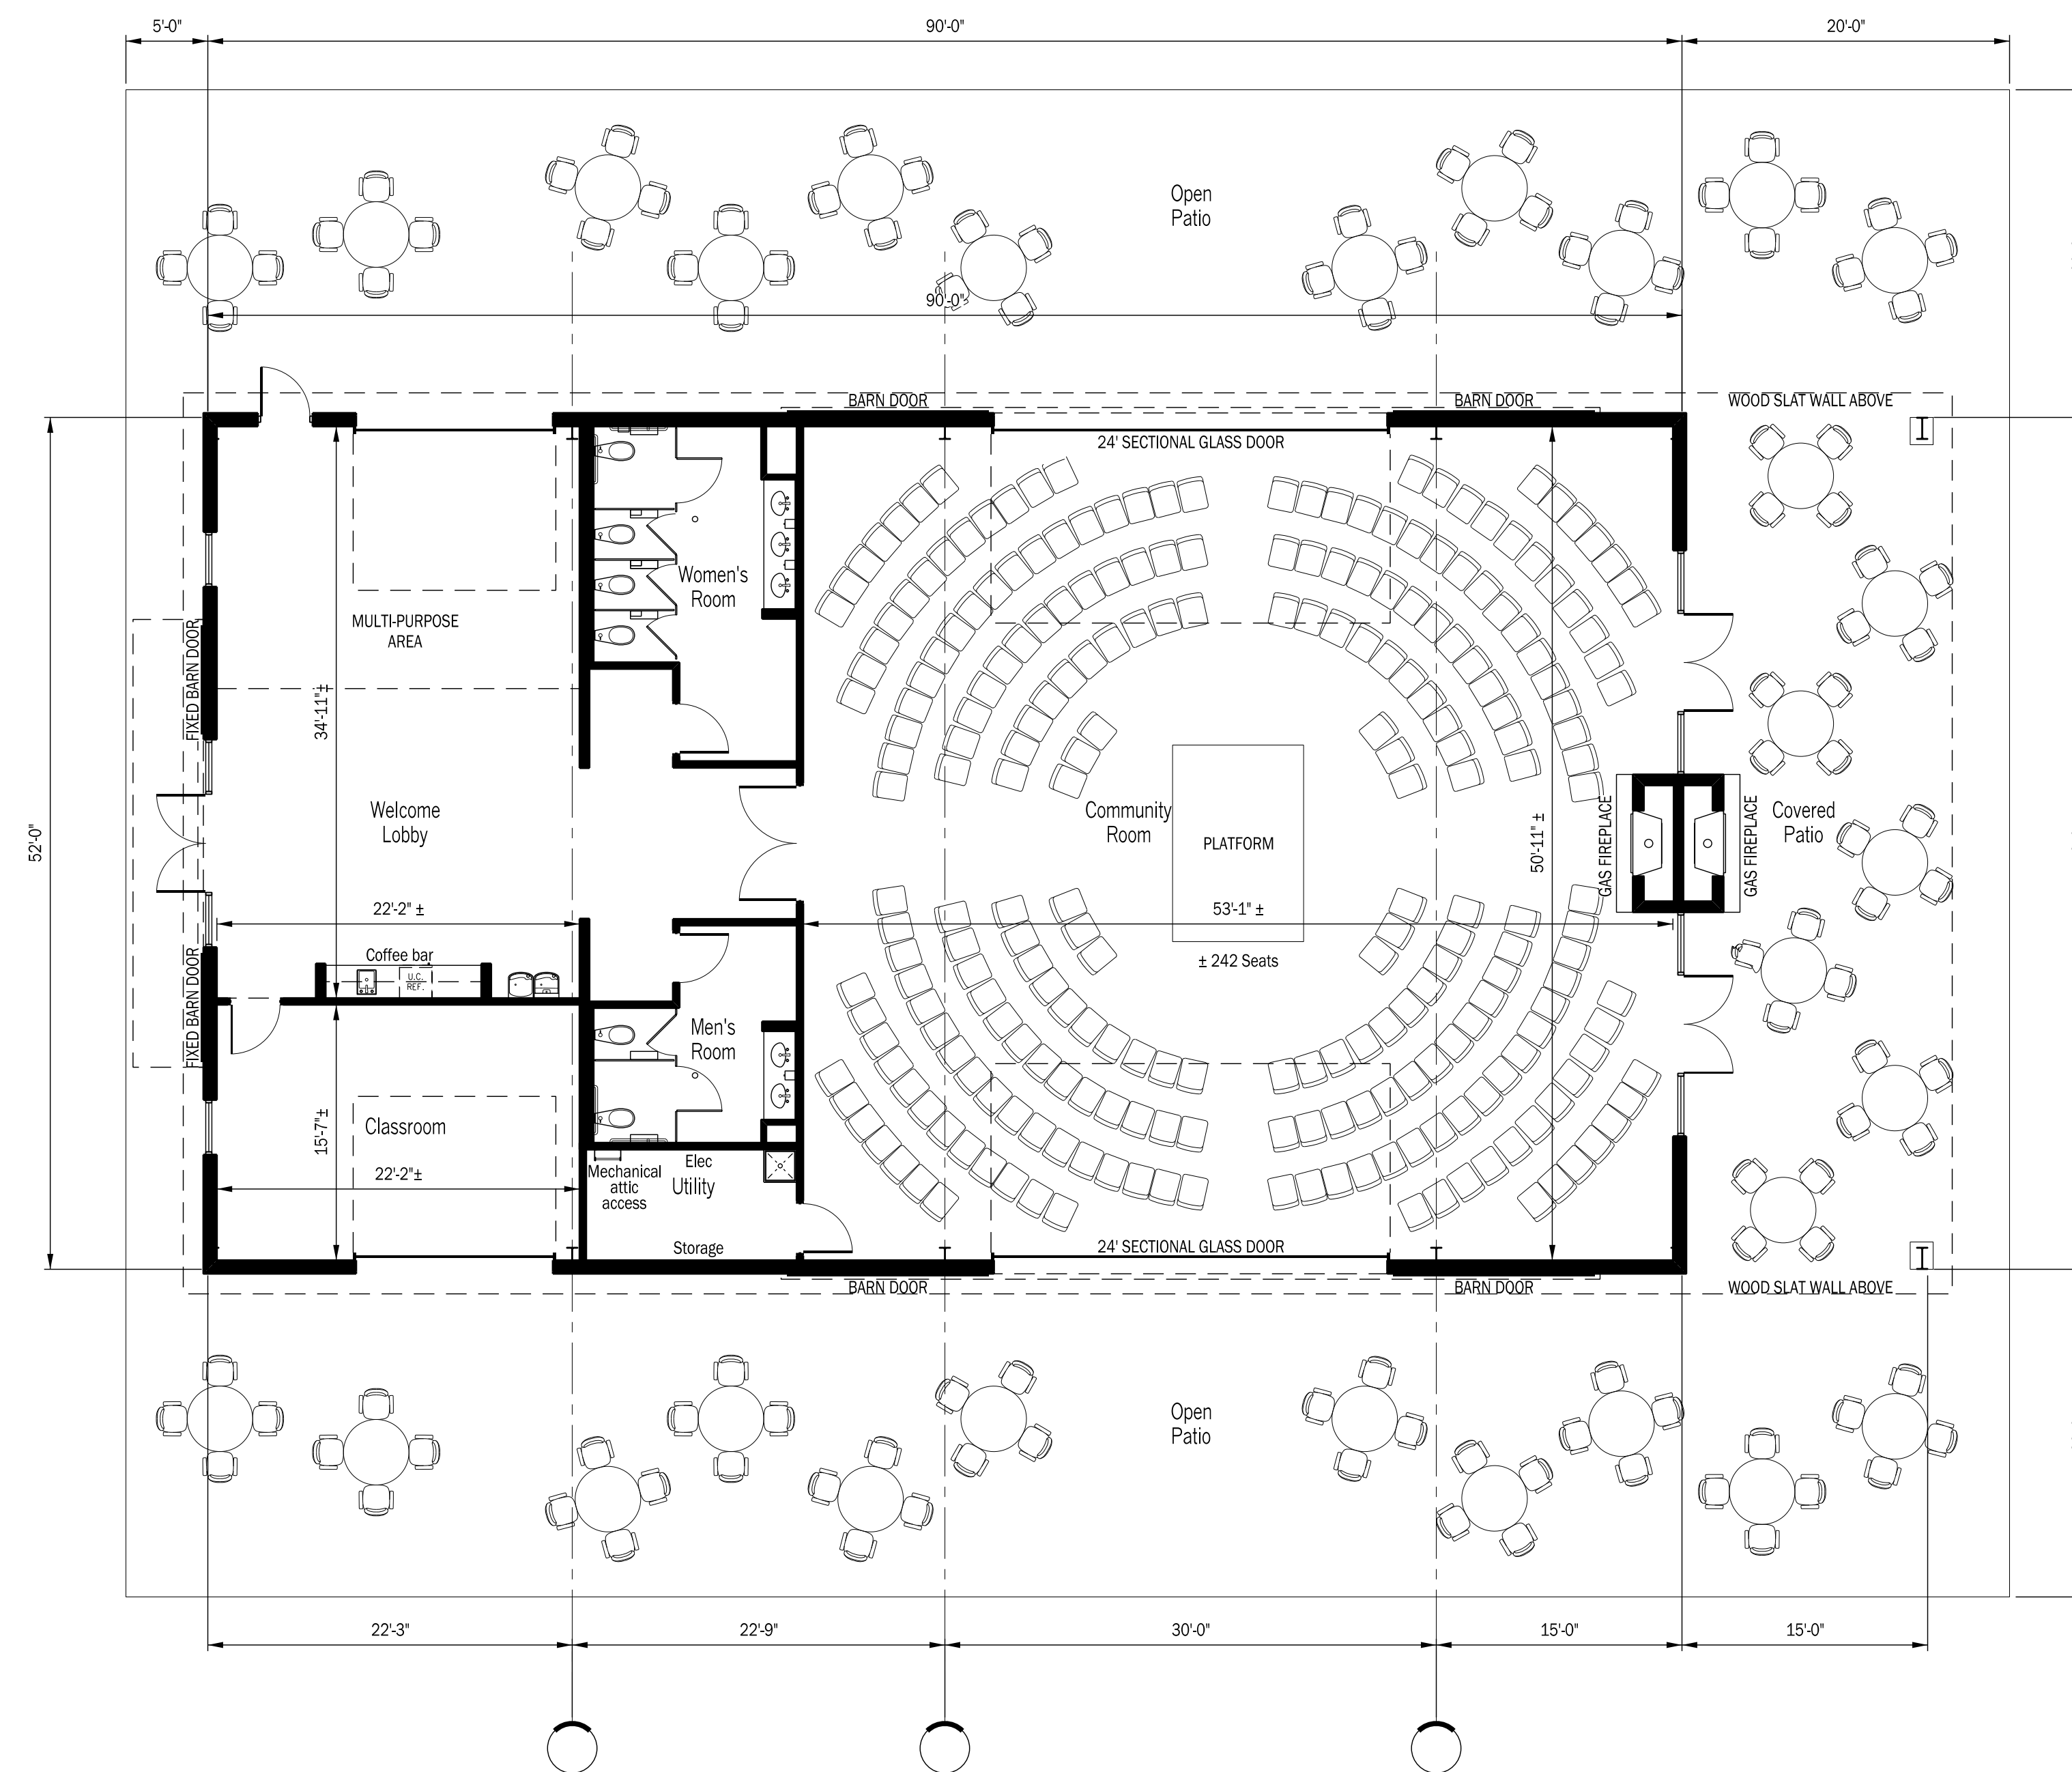 5'-0"
90'-0"
20'-0"
Open
Patio
90'-0"
BARN DOOR
BARN DOOR
WOOD SLAT WALL ABOVE
24' SECTIONAL GLASS DOOR
Women's
Room
MULTI-PURPOSE
AREA
FIXED BARN DOOR
34'-11"±
52'-0"
Welcome
Lobby
Community
Room
PLATFORM
50'-11" ±
GAS FIREPLACE
GAS FIREPLACE
Covered
Patio
22'-2" ±
53'-1" ±
± 242 Seats
Coffee bar
U.C.
REF.
FIXED BARN DOOR
Men's
Room
15'-7"±
Classroom
22'-2"±
Mechanical
attic
access
Elec
Utility
Storage
24' SECTIONAL GLASS DOOR
BARN DOOR
BARN DOOR
WOOD SLAT WALL ABOVE
Open
Patio
22'-3"
22'-9"
30'-0"
15'-0"
15'-0"